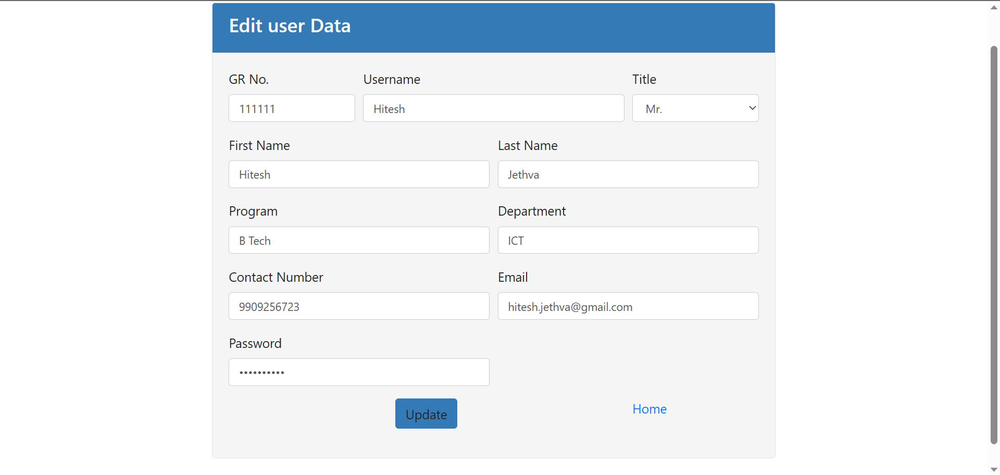 Edit user Data
GR No. Username Title
111111 Hitesh Mr.
First Name Last Name
Hitesh Jethva
Program Department
B Tech ICT
Contact Number Email
9909256723 hitesh.jethva@gmail.com
Password
••••••••••
Update Home